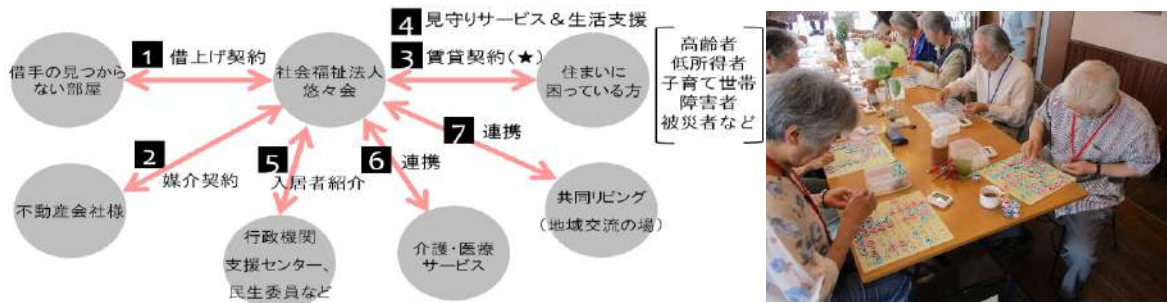 4 見守りサービス&生活支援
1 借上げ契約
3 賃貸契約(★)
借手の見つから
ない部屋
社会福祉法人
悠々会
住まいに
困っている方
高齢者
低所得者
子育て世帯
障害者
被災者など
2 媒介契約
5 入居者紹介
6 連携
7 連携
不動産会社様
行政機関
支援センター、
民生委員など
介護・医療
サービス
共同リビング
(地域交流の場)